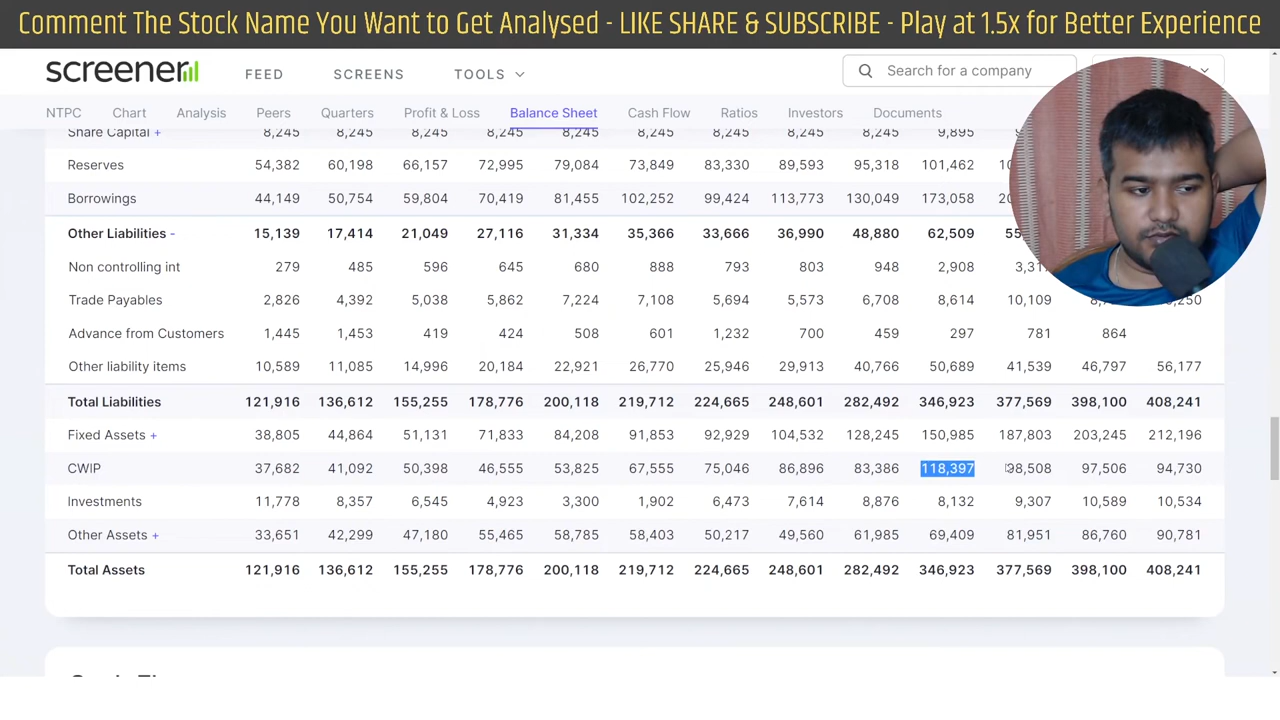 Comment The Stock Name You Want to Get Analysed - LIKE SHARE & SUBSCRIBE - Play at 1.5x for Better Experience
screener FEED SCREENS TOOLS Search for a company
NTPC Chart Analysis Peers Quarters Profit & Loss Balance Sheet Cash Flow Ratios Investors Documents
Share Capital + 8,245 8,245 8,245 8,245 8,245 8,245 8,245 8,245 8,245 9,895
Reserves 54,382 60,198 66,157 72,995 79,084 73,849 83,330 89,593 95,318 101,462
Borrowings 44,149 50,754 59,804 70,419 81,455 102,252 99,424 113,773 130,049 173,058
Other Liabilities - 15,139 17,414 21,049 27,116 31,334 35,366 33,666 36,990 48,880 62,509
Non controlling int 279 485 596 645 680 888 793 803 948 2,908
Trade Payables 2,826 4,392 5,038 5,862 7,224 7,108 5,694 5,573 6,708 8,614 10,109
Advance from Customers 1,445 1,453 419 424 508 601 1,232 700 459 297 781 864
Other liability items 10,589 11,085 14,996 20,184 22,921 26,770 25,946 29,913 40,766 50,689 41,539 46,797 56,177
Total Liabilities 121,916 136,612 155,255 178,776 200,118 219,712 224,665 248,601 282,492 346,923 377,569 398,100 408,241
Fixed Assets + 38,805 44,864 51,131 71,833 84,208 91,853 92,929 104,532 128,245 150,985 187,803 203,245 212,196
CWIP 37,682 41,092 50,398 46,555 53,825 67,555 75,046 86,896 83,386 118,397 98,508 97,506 94,730
Investments 11,778 8,357 6,545 4,923 3,300 1,902 6,473 7,614 8,876 8,132 9,307 10,589 10,534
Other Assets + 33,651 42,299 47,180 55,465 58,785 58,403 50,217 49,560 61,985 69,409 81,951 86,760 90,781
Total Assets 121,916 136,612 155,255 178,776 200,118 219,712 224,665 248,601 282,492 346,923 377,569 398,100 408,241